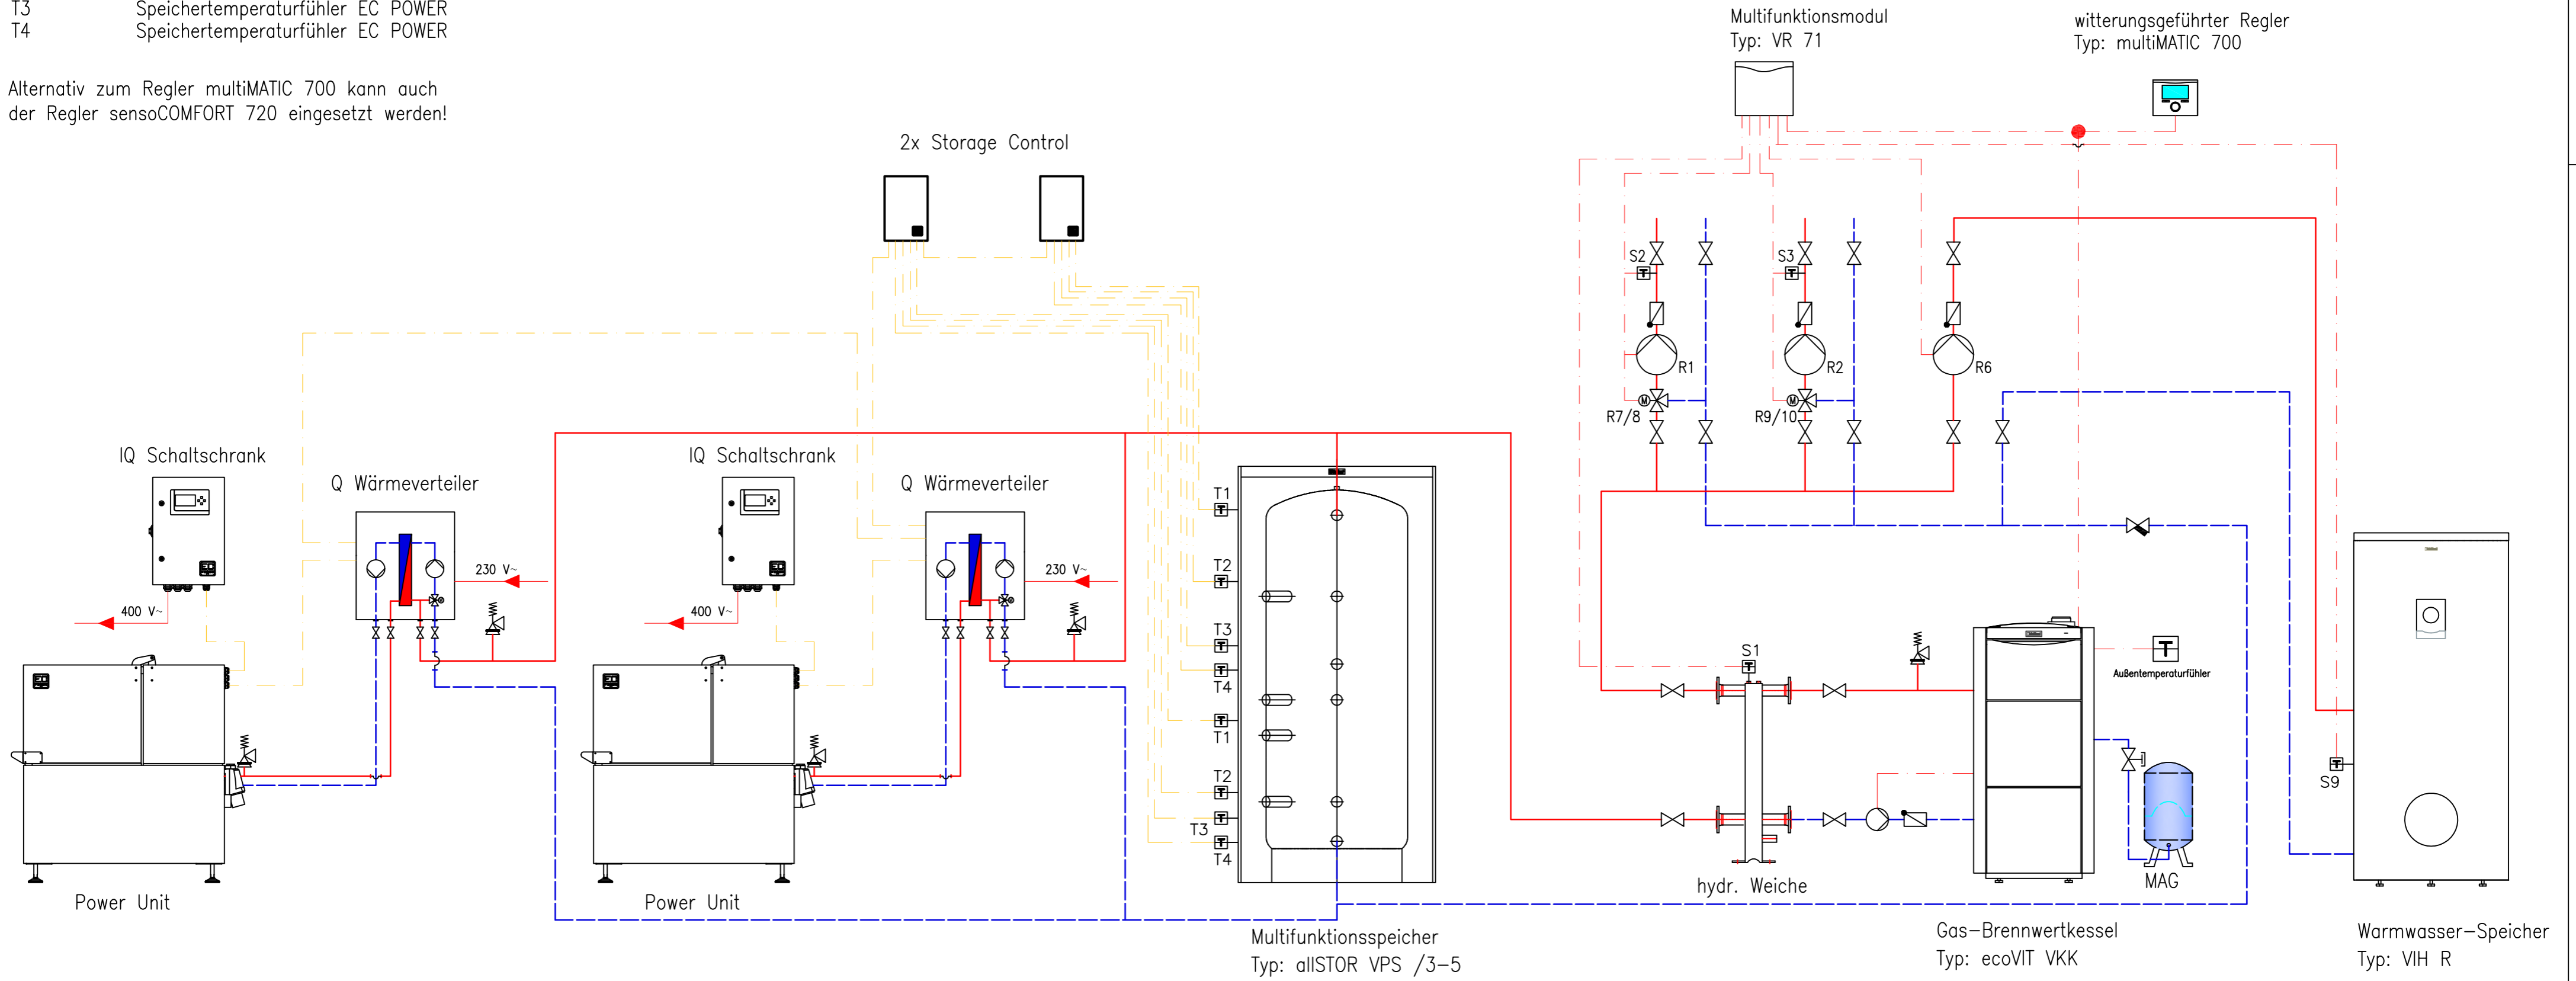 T3 Speichertemperaturfühler EC POWER
T4 Speichertemperaturfühler EC POWER
Alternativ zum Regler multiMATIC 700 kann auch
der Regler sensoCOMFORT 720 eingesetzt werden!
Multifunktionsmodul
Typ: VR 71
witterungsgeführter Regler
Typ: multiMATIC 700
2x Storage Control
S2
S3
R1
R2
R6
R7/8
R9/10
IQ Schaltschrank
Q Wärmeverteiler
IQ Schaltschrank
Q Wärmeverteiler
230 V~
230 V~
400 V~
400 V~
T1
T2
T3
T4
T1
T2
T3
T4
S1
Außentemperaturfühler
S9
MAG
hydr. Weiche
Power Unit
Power Unit
Multifunktionsspeicher
Typ: allSTOR VPS /3-5
Gas-Brennwertkessel
Typ: ecoVIT VKK
Warmwasser-Speicher
Typ: VIH R